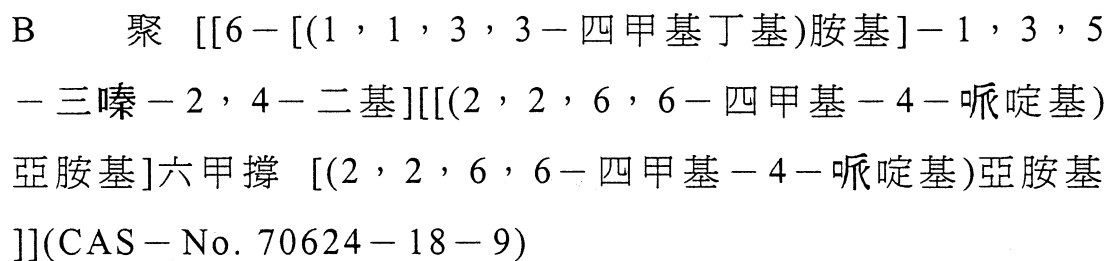 B 聚 [[6－[(1，1，3，3－四甲基丁基)胺基]－1，3，5
－三嗪－2，4－二基][[(2，2，6，6－四甲基－4－哌啶基)
亞胺基]六甲撐 [(2，2，6，6－四甲基－4－哌啶基)亞胺基
]](CAS－No. 70624－18－9)